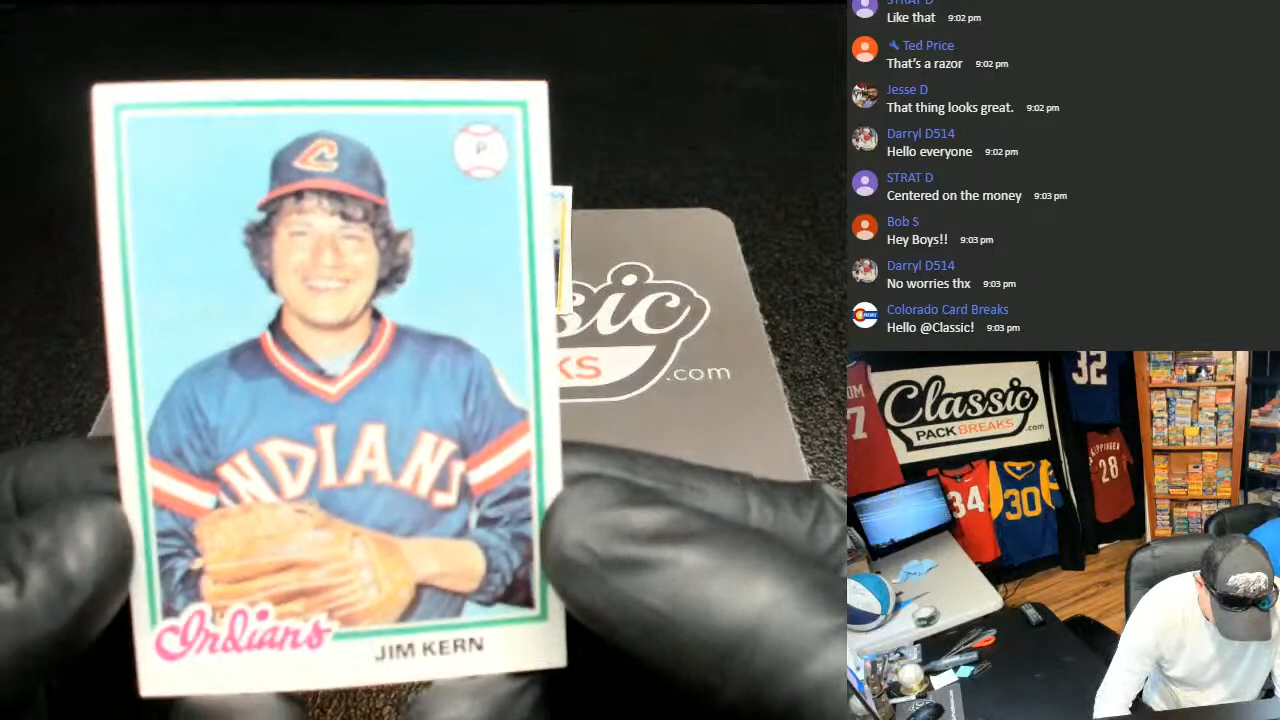 P
INDIANS
Indians
JIM KERN
sic
KS
.com
Like that 9:02 pm
Ted Price
That's a razor 9:02 pm
Jesse D
That thing looks great. 9:02 pm
Darryl D514
Hello everyone 9:02 pm
STRAT D
Centered on the money 9:03 pm
Bob S
Hey Boys!! 9:03 pm
Darryl D514
No worries thx 9:03 pm
Colorado Card Breaks
Hello @Classic! 9:03 pm
Classic
PACK BREAKS
.com
32
7
34
30
28